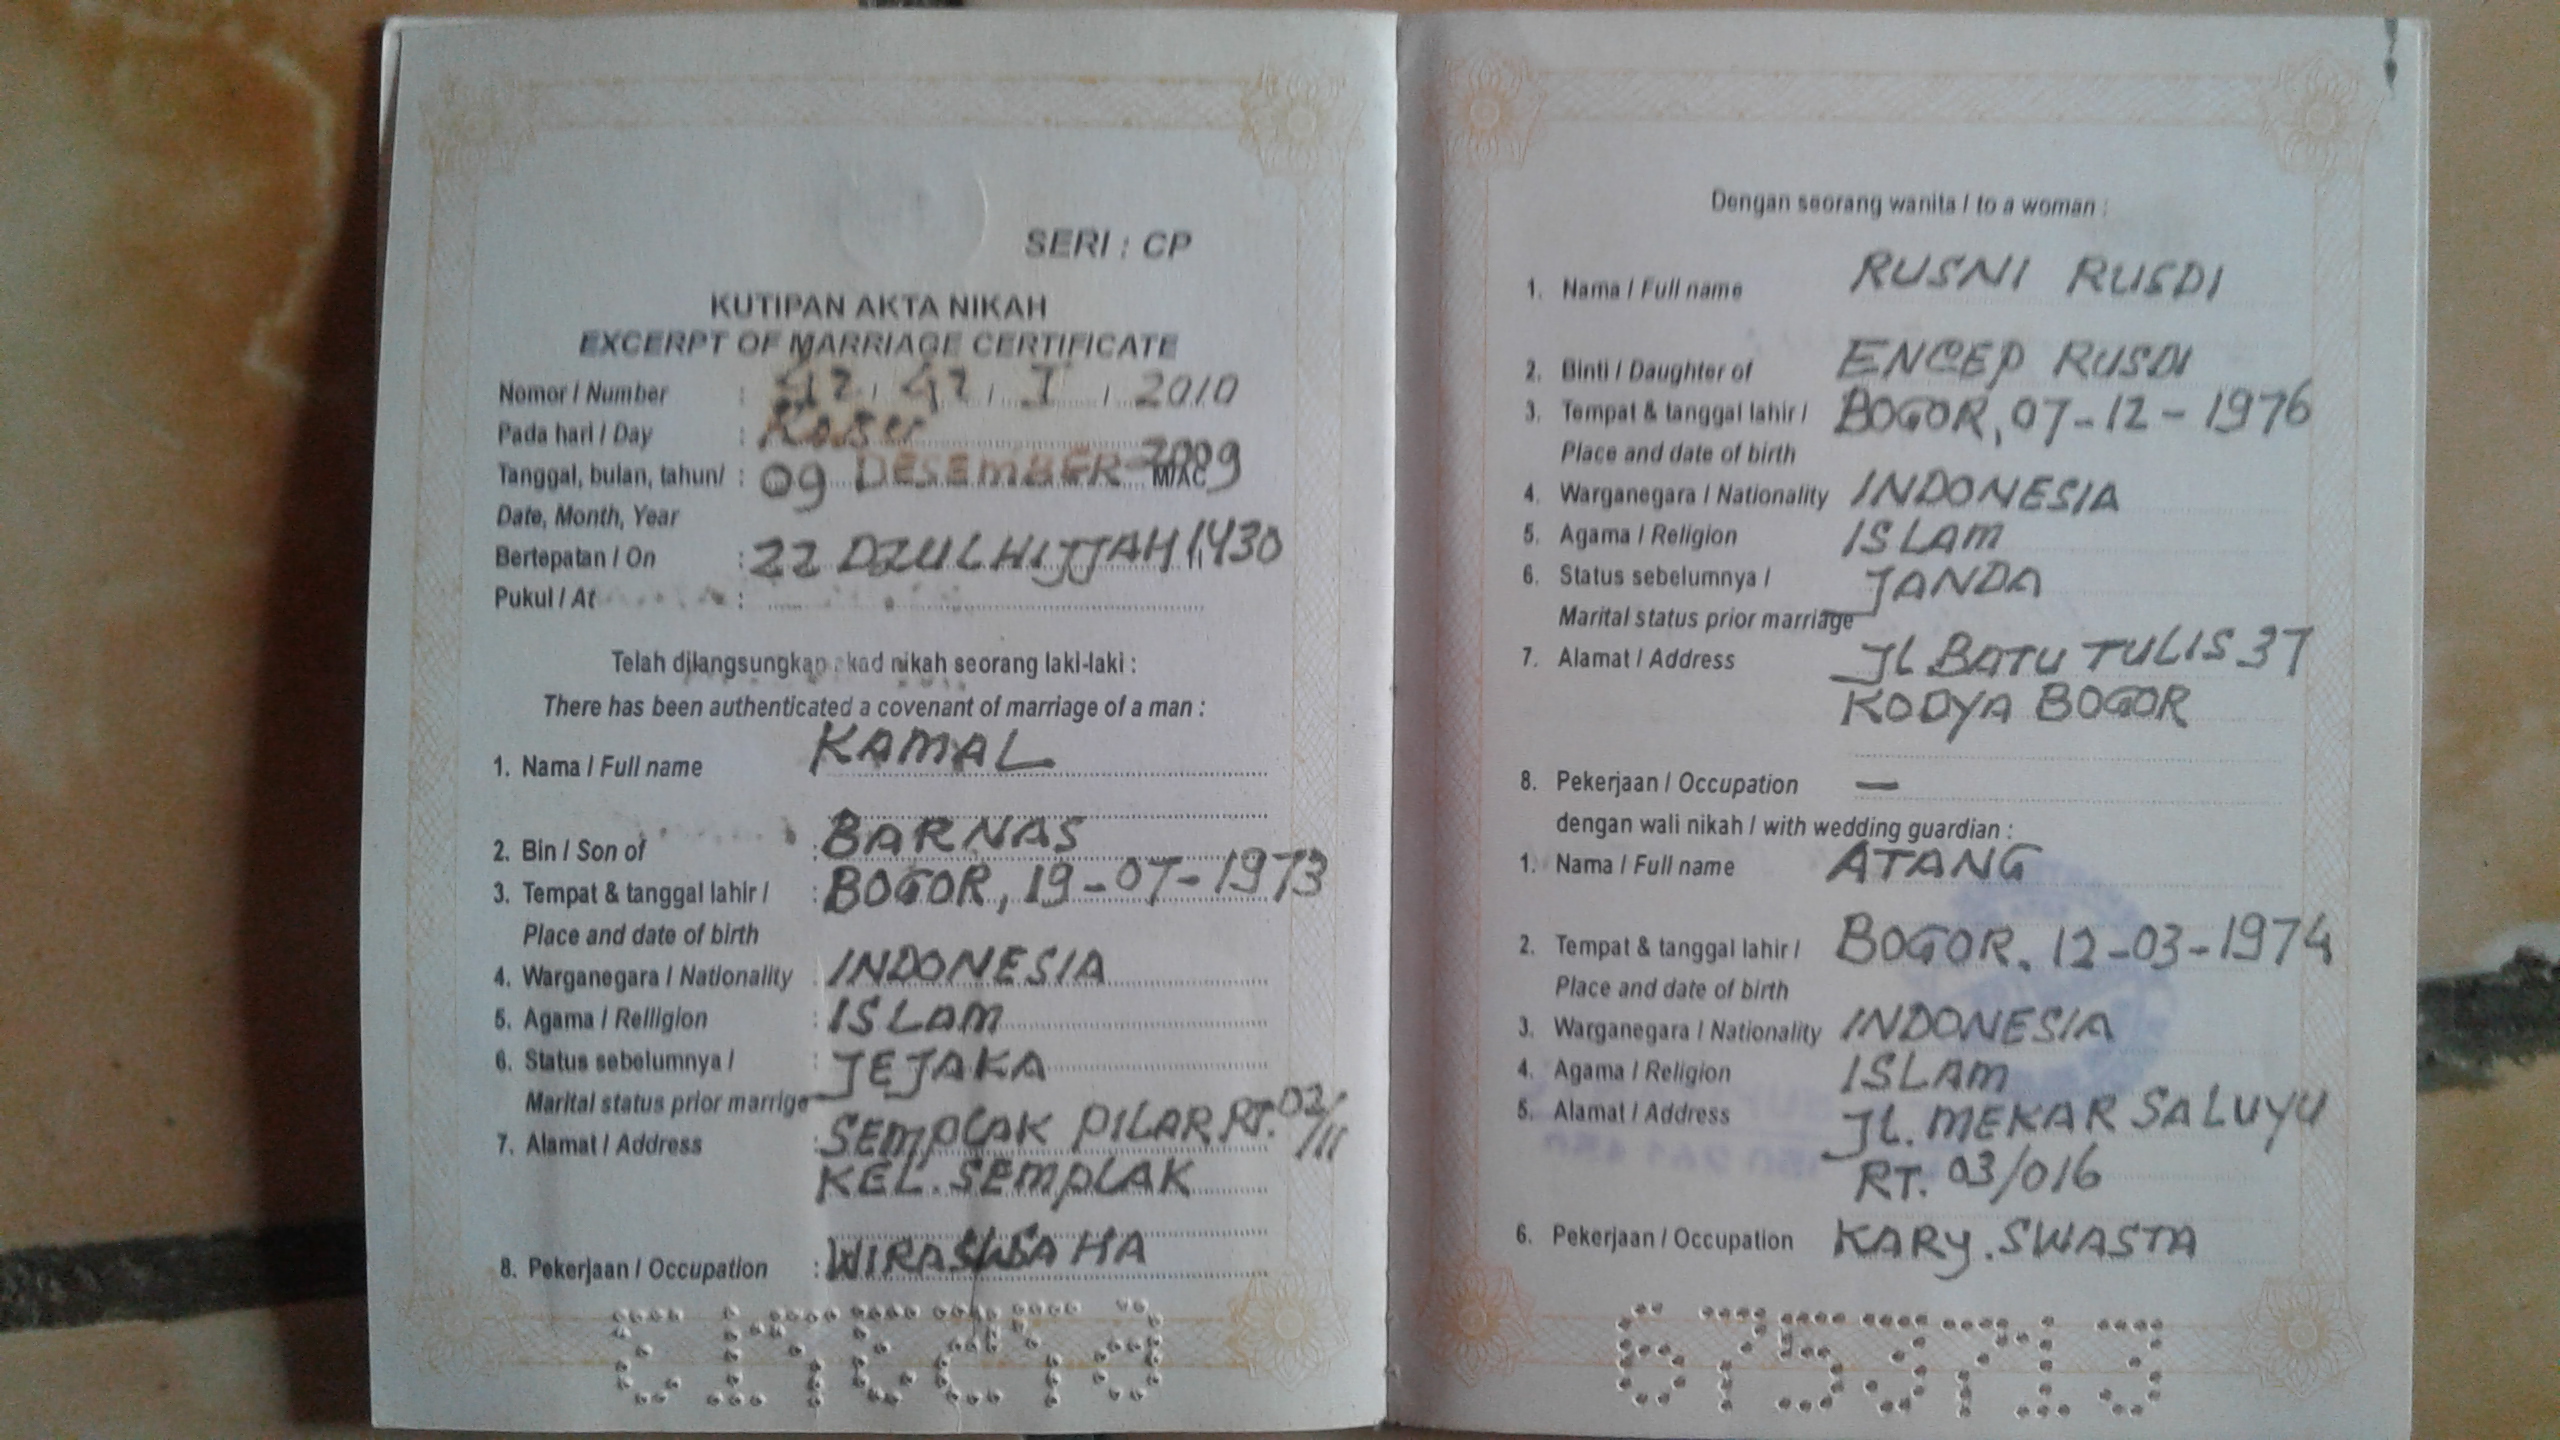 SERI : CP
KUTIPAN AKTA NIKAH
EXCERPT OF MARRIAGE CERTIFICATE
Nomor / Number : 42 / 42 / I / 2010
Pada hari / Day : RABU
Tanggal, bulan, tahun/ : 09 DESEMBER 2009 M/AC
Date, Month, Year
Bertepatan / On : 22 DZULHIJJAH 1430
Pukul / At :
Telah dilangsungkan akad nikah seorang laki-laki :
There has been authenticated a covenant of marriage of a man :
1. Nama / Full name KAMAL
2. Bin / Son of : BARNAS
3. Tempat & tanggal lahir / : BOGOR, 19-07-1973
Place and date of birth
4. Warganegara / Nationality : INDONESIA
5. Agama / Relligion : ISLAM
6. Status sebelumnya / : JEJAKA
Marital status prior marrige
7. Alamat / Address : SEMPLAK PILAR RT. 02/11
KEL. SEMPLAK
8. Pekerjaan / Occupation : WIRASUSAHA
Dengan seorang wanita / to a woman :
1. Nama / Full name RUSNI RUSDI
2. Binti / Daughter of ENCEP RUSDI
3. Tempat & tanggal lahir / BOGOR, 07-12-1976
Place and date of birth
4. Warganegara / Nationality INDONESIA
5. Agama / Religion ISLAM
6. Status sebelumnya / JANDA
Marital status prior marriage
7. Alamat / Address JL BATU TULIS 37
KODYA BOGOR
8. Pekerjaan / Occupation —
dengan wali nikah / with wedding guardian :
1. Nama / Full name ATANG
2. Tempat & tanggal lahir / BOGOR. 12-03-1974
Place and date of birth
3. Warganegara / Nationality INDONESIA
4. Agama / Religion ISLAM
5. Alamat / Address JL. MEKAR SALUYU
RT. 03/016
6. Pekerjaan / Occupation KARY. SWASTA
6753713